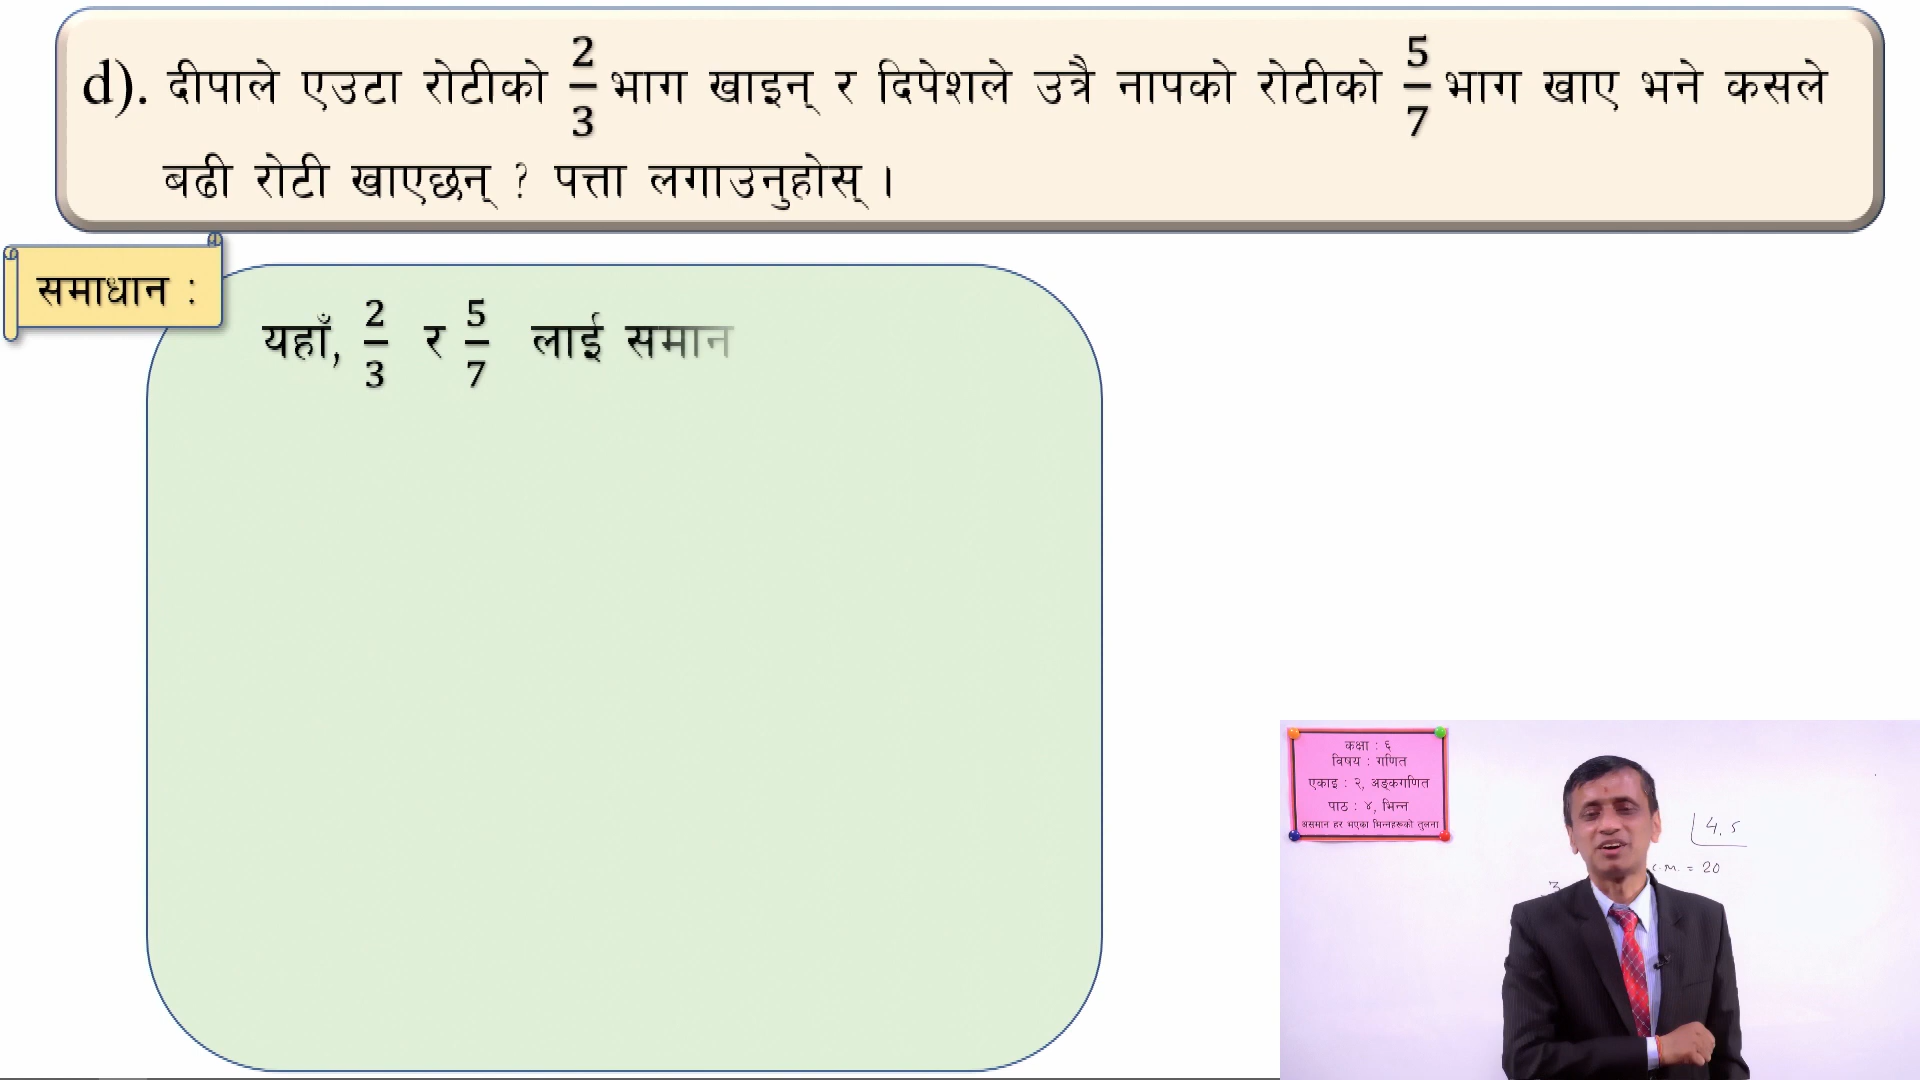 d). दीपाले एउटा रोटीको 2/3 भाग खाइन् र दिपेशले उत्रै नापको रोटीको 5/7 भाग खाए भने कसले
बढी रोटी खाएछन् ? पत्ता लगाउनुहोस् ।
समाधान :
यहाँ, 2/3 र 5/7 लाई समान
कक्षा : ६
विषय : गणित
एकाइ : २, अङ्कगणित
पाठ : ४, भिन्न
असमान हर भएका भिन्नहरूको तुलना
4, 5
c.m. = 20
3